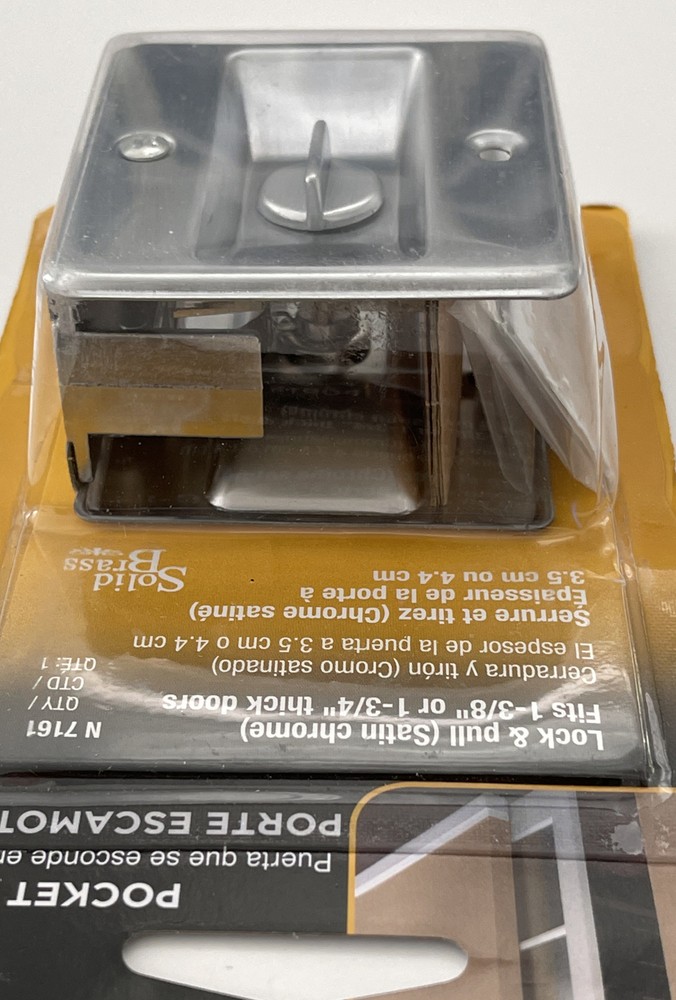 POCKET
Puerta que se esconde en
PORTE ESCAMOT
N 7161
Lock & pull (Satin chrome)
Fits 1-3/8" or 1-3/4" thick doors
QTY /
CTD /
QTÉ: 1
Cerradura y tirón (Cromo satinado)
El espesor de la puerta a 3.5 cm o 4.4 cm
Serrure et tirez (Chrome satiné)
Épaisseur de la porte à
3.5 cm ou 4.4 cm
Solid
Brass